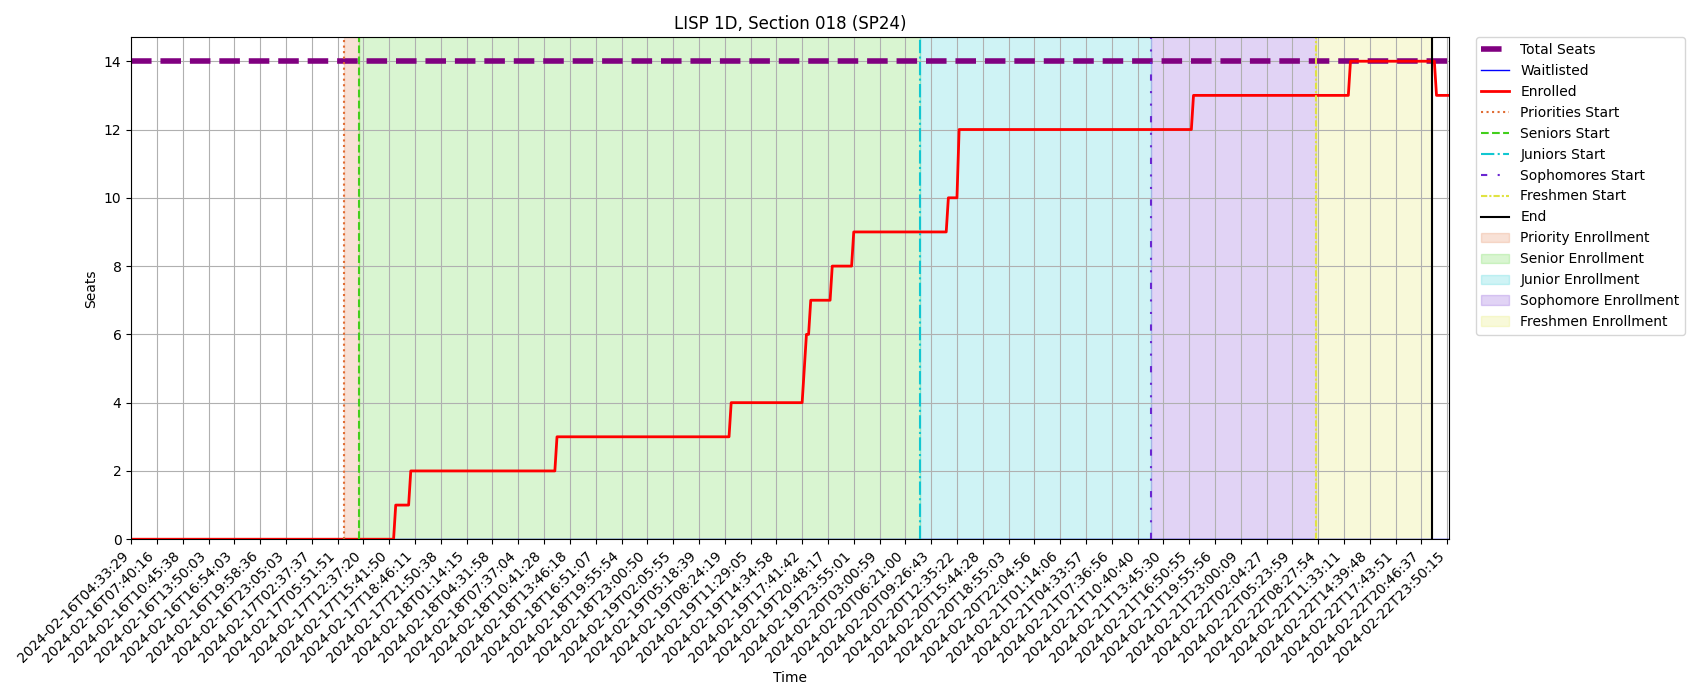 LISP 1D, Section 018 (SP24)
14
12
10
8
6
4
2
0
Seats
2024-02-16T04:33:29
2024-02-16T07:40:16
2024-02-16T10:45:38
2024-02-16T13:50:03
2024-02-16T16:54:03
2024-02-16T19:58:36
2024-02-16T23:05:03
2024-02-17T02:37:37
2024-02-17T05:51:51
2024-02-17T12:37:20
2024-02-17T15:41:50
2024-02-17T18:46:11
2024-02-17T21:50:38
2024-02-18T01:14:15
2024-02-18T04:31:58
2024-02-18T07:37:04
2024-02-18T10:41:28
2024-02-18T13:46:18
2024-02-18T16:51:07
2024-02-18T19:55:54
2024-02-18T23:00:50
2024-02-19T02:05:55
2024-02-19T05:18:39
2024-02-19T08:24:19
2024-02-19T11:29:05
2024-02-19T14:34:58
2024-02-19T17:41:42
2024-02-19T20:48:17
2024-02-19T23:55:01
2024-02-20T03:00:59
2024-02-20T06:21:00
2024-02-20T09:26:43
2024-02-20T12:35:22
2024-02-20T15:44:28
2024-02-20T18:55:03
2024-02-20T22:04:56
2024-02-21T01:14:06
2024-02-21T04:33:57
2024-02-21T07:36:56
2024-02-21T10:40:40
2024-02-21T13:45:30
2024-02-21T16:50:55
2024-02-21T19:55:56
2024-02-21T23:00:09
2024-02-22T02:04:27
2024-02-22T05:23:59
2024-02-22T08:27:54
2024-02-22T11:33:11
2024-02-22T14:39:48
2024-02-22T17:43:51
2024-02-22T20:46:37
2024-02-22T23:50:15
Time
Total Seats
Waitlisted
Enrolled
Priorities Start
Seniors Start
Juniors Start
Sophomores Start
Freshmen Start
End
Priority Enrollment
Senior Enrollment
Junior Enrollment
Sophomore Enrollment
Freshmen Enrollment